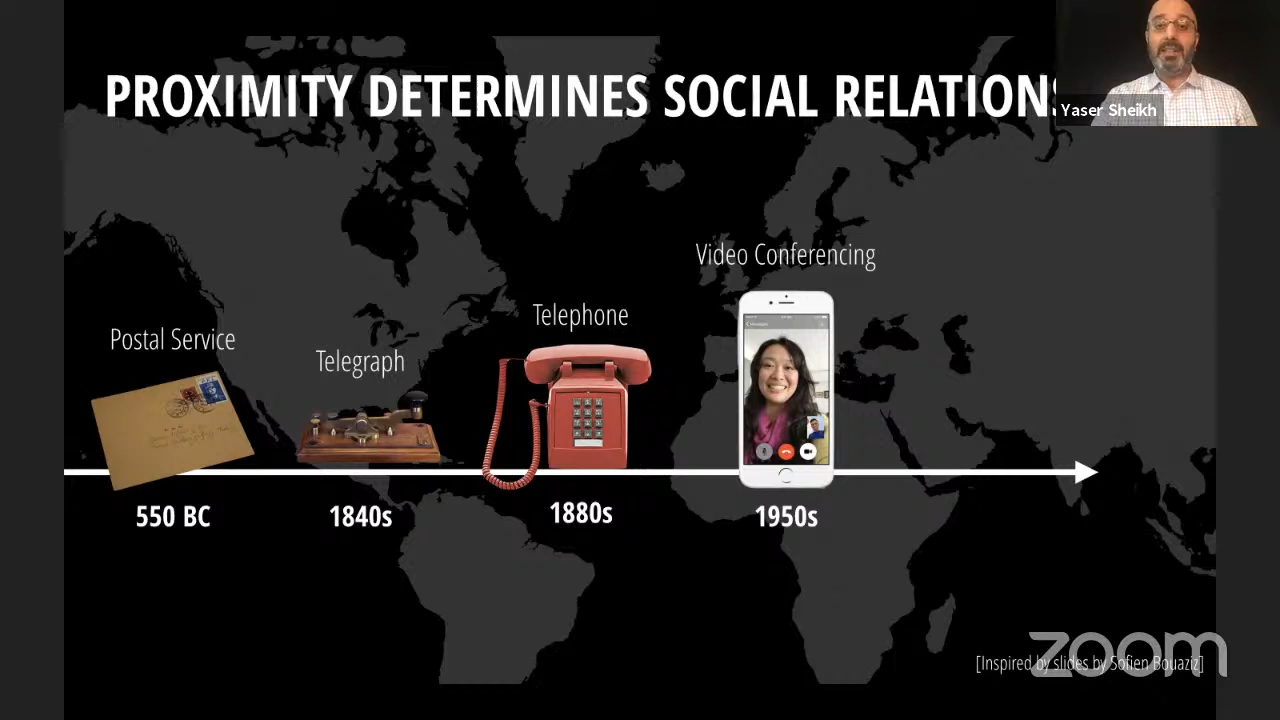 PROXIMITY DETERMINES SOCIAL RELATIONS
Yaser Sheikh
Video Conferencing
Telephone
Postal Service
Telegraph
550 BC
1840s
1880s
1950s
[Inspired by slides by Sofien Bouaziz]
zoom